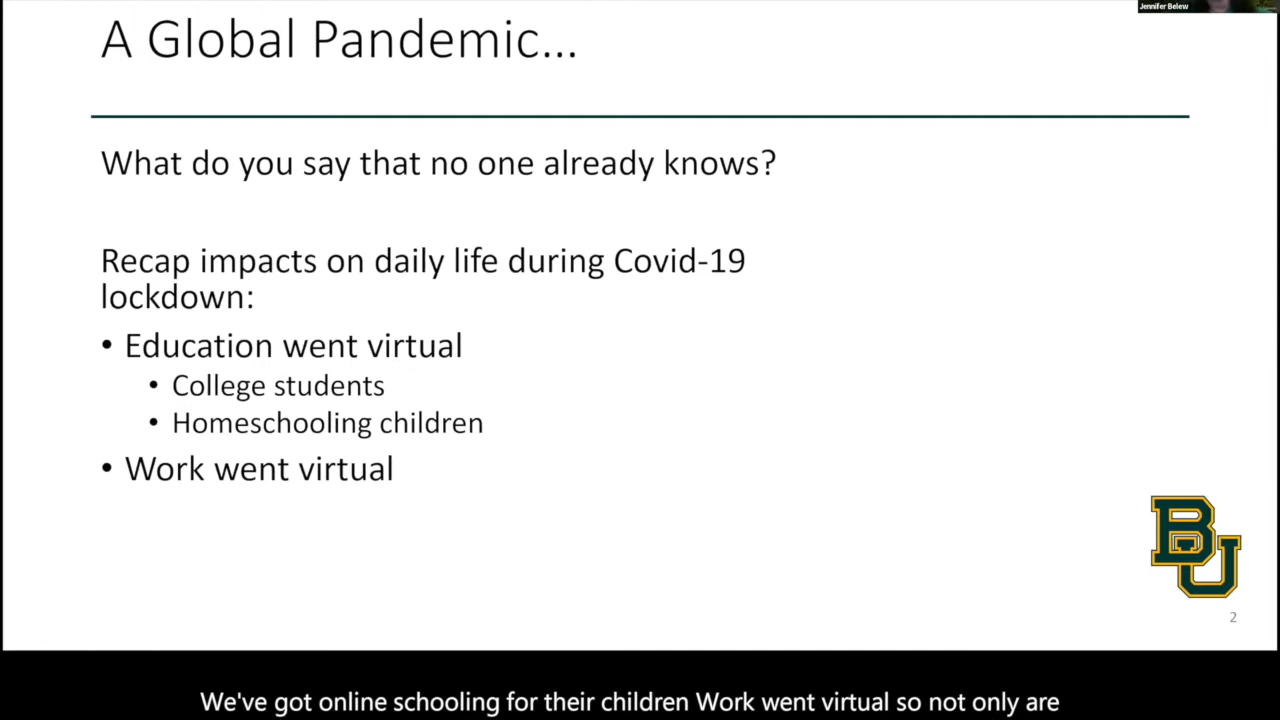 Jennifer Belew
A Global Pandemic...
What do you say that no one already knows?
Recap impacts on daily life during Covid-19
lockdown:
• Education went virtual
• College students
• Homeschooling children
• Work went virtual
BU
2
We've got online schooling for their children Work went virtual so not only are